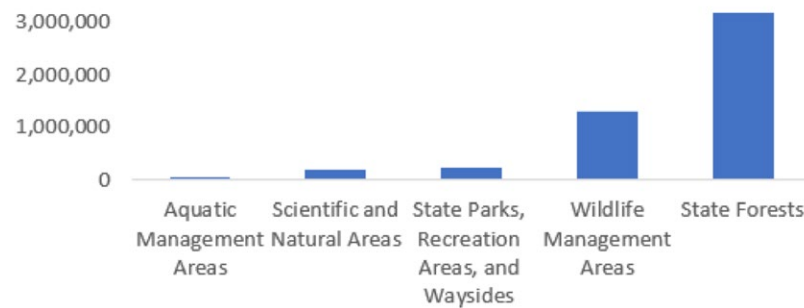 3,000,000
2,000,000
1,000,000
0
Aquatic
Management
Areas
Scientific and
Natural Areas
State Parks,
Recreation
Areas, and
Waysides
Wildlife
Management
Areas
State Forests